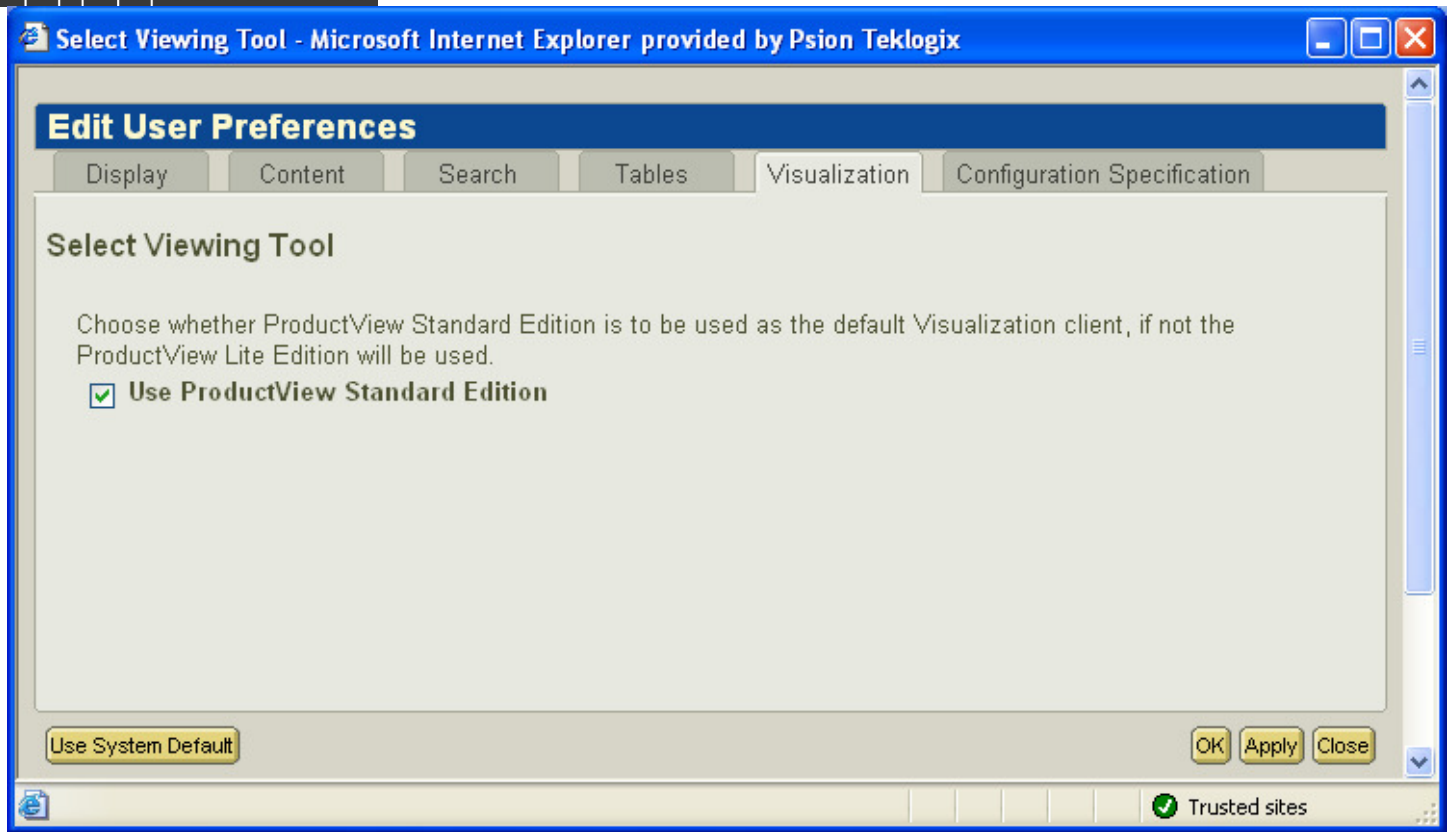 Select Viewing Tool - Microsoft Internet Explorer provided by Psion Teklogix
Edit User Preferences
Display Content Search Tables Visualization Configuration Specification
Select Viewing Tool
Choose whether ProductView Standard Edition is to be used as the default Visualization client, if not the
ProductView Lite Edition will be used.
Use ProductView Standard Edition
Use System Default OK Apply Close
Trusted sites